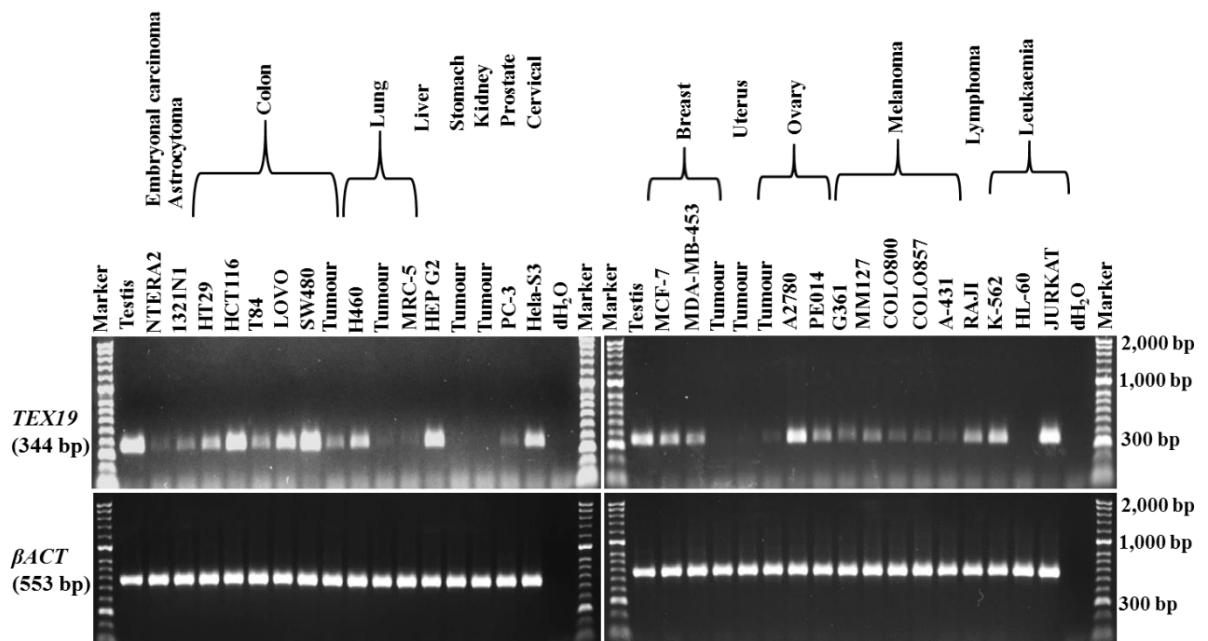 Embryonal carcinoma
Astrocytoma
Colon
Lung
Liver
Stomach
Kidney
Prostate
Cervical
Breast
Uterus
Ovary
Melanoma
Lymphoma
Leukaemia
Marker
Testis
NTERA2
1321N1
HT29
HCT116
T84
LOVO
SW480
Tumour
H460
Tumour
MRC-5
HEP G2
Tumour
Tumour
PC-3
Hela-S3
dH₂O
Marker
Marker
Testis
MCF-7
MDA-MB-453
Tumour
Tumour
Tumour
A2780
PE014
G361
MM127
COLO800
COLO857
A-431
RAJI
K-562
HL-60
JURKAT
dH₂O
Marker
TEX19
(344 bp)
2,000 bp
1,000 bp
300 bp
βACT
(553 bp)
2,000 bp
1,000 bp
300 bp